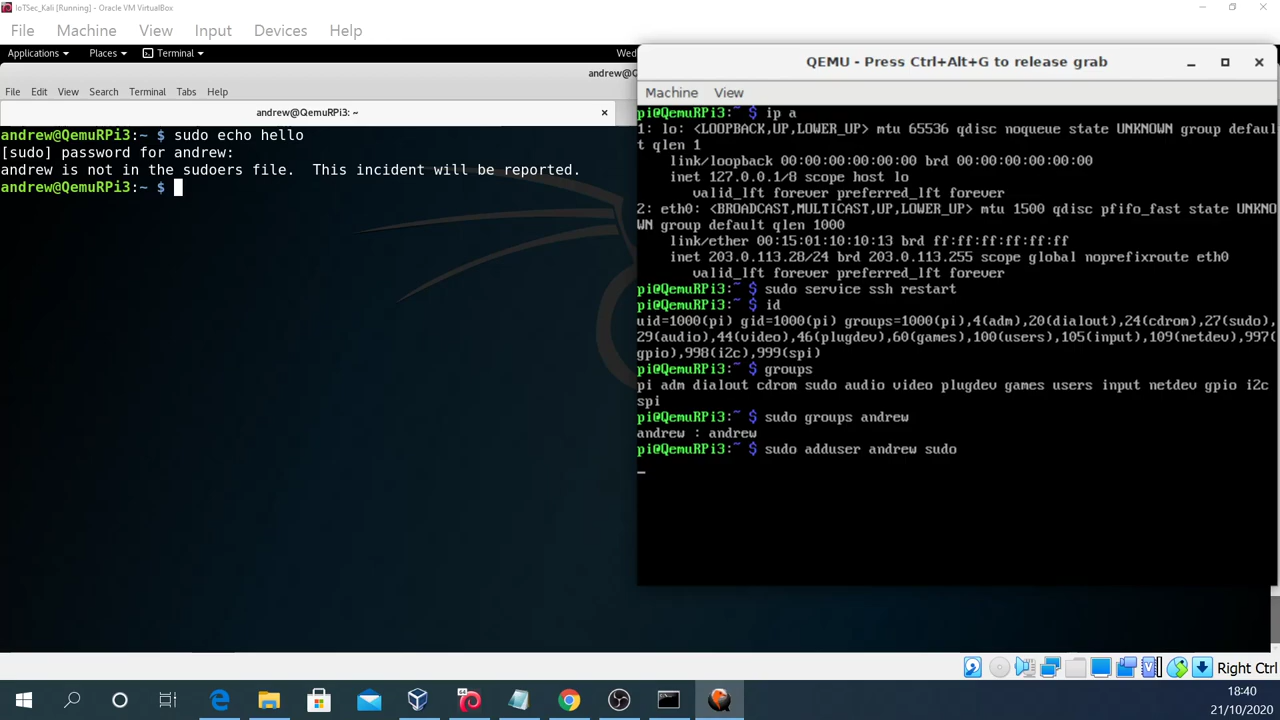 IoTSec_Kali [Running] - Oracle VM VirtualBox
File Machine View Input Devices Help
Applications Places Terminal Wed
andrew@Q
File Edit View Search Terminal Tabs Help
andrew@QemuRPi3: ~
andrew@QemuRPi3:~ $ sudo echo hello
[sudo] password for andrew:
andrew is not in the sudoers file.  This incident will be reported.
andrew@QemuRPi3:~ $
QEMU - Press Ctrl+Alt+G to release grab
Machine View
pi@QemuRPi3:~ $ ip a
1: lo: <LOOPBACK,UP,LOWER_UP> mtu 65536 qdisc noqueue state UNKNOWN group defaul
t qlen 1
    link/loopback 00:00:00:00:00:00 brd 00:00:00:00:00:00
    inet 127.0.0.1/8 scope host lo
       valid_lft forever preferred_lft forever
2: eth0: <BROADCAST,MULTICAST,UP,LOWER_UP> mtu 1500 qdisc pfifo_fast state UNKNO
WN group default qlen 1000
    link/ether 00:15:01:10:10:13 brd ff:ff:ff:ff:ff:ff
    inet 203.0.113.28/24 brd 203.0.113.255 scope global noprefixroute eth0
       valid_lft forever preferred_lft forever
pi@QemuRPi3:~ $ sudo service ssh restart
pi@QemuRPi3:~ $ id
uid=1000(pi) gid=1000(pi) groups=1000(pi),4(adm),20(dialout),24(cdrom),27(sudo),
29(audio),44(video),46(plugdev),60(games),100(users),105(input),109(netdev),997(
gpio),998(i2c),999(spi)
pi@QemuRPi3:~ $ groups
pi adm dialout cdrom sudo audio video plugdev games users input netdev gpio i2c
spi
pi@QemuRPi3:~ $ sudo groups andrew
andrew : andrew
pi@QemuRPi3:~ $ sudo adduser andrew sudo
Right Ctrl
18:40
21/10/2020